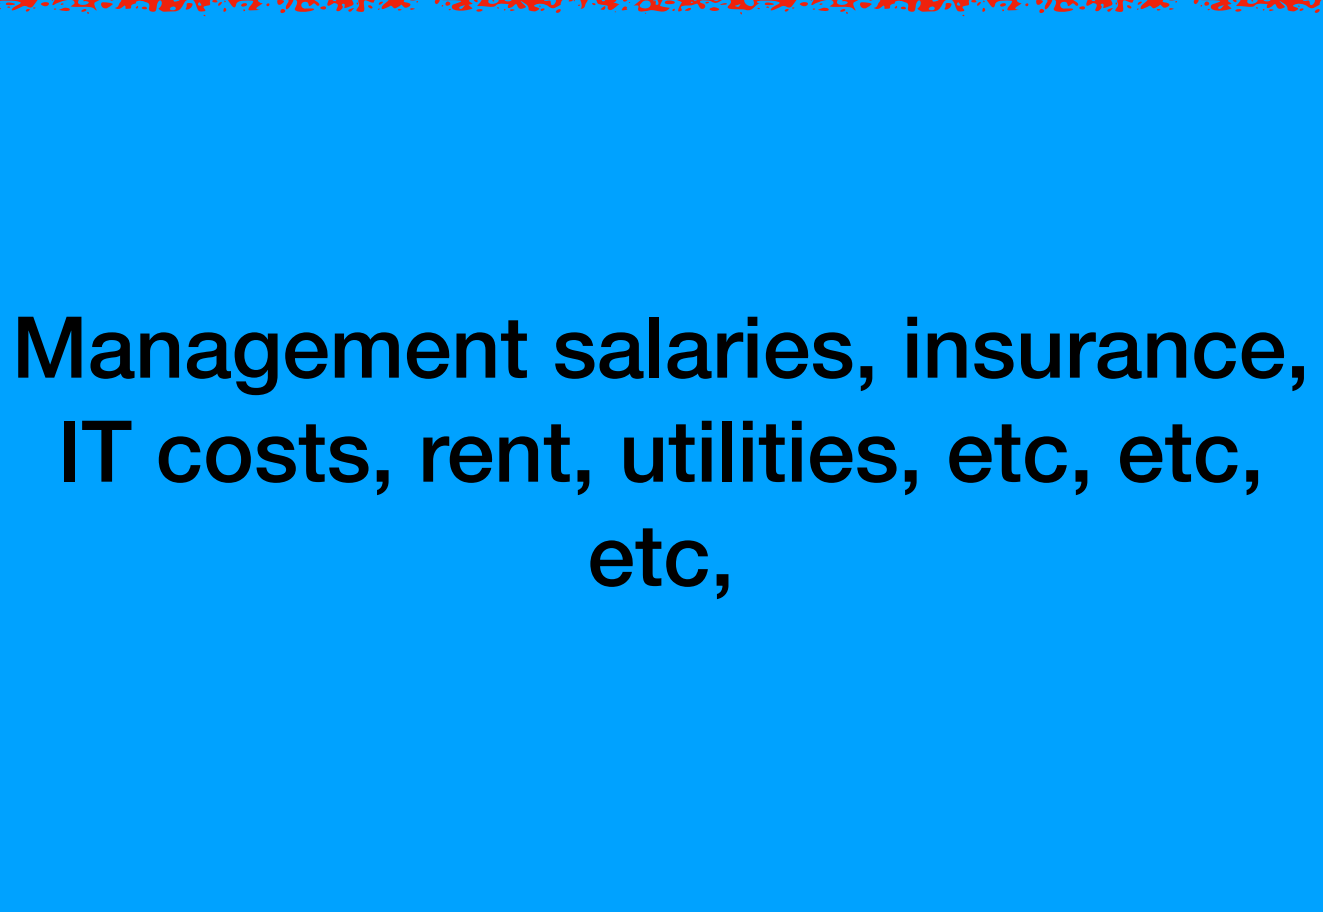 Management salaries, insurance,
IT costs, rent, utilities, etc, etc,
etc,